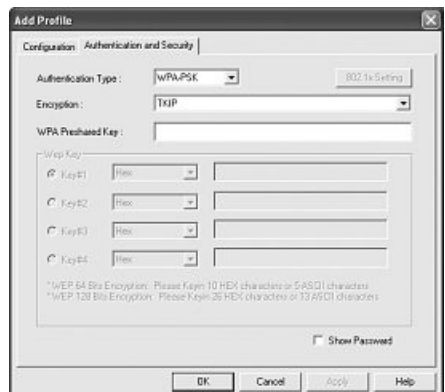 Add Profile
Configuration Authentication and Security
Authentication Type : WPA-PSK 802.1x Setting
Encryption : TKIP
WPA Preshared Key :
Wep Key
Key#1 Hex
Key#2 Hex
Key#3 Hex
Key#4 Hex
* WEP 64 Bits Encryption: Please Keyin 10 HEX characters or 5 ASCII characters
* WEP 128 Bits Encryption: Please Keyin 26 HEX characters or 13 ASCII characters
Show Password
OK Cancel Apply Help